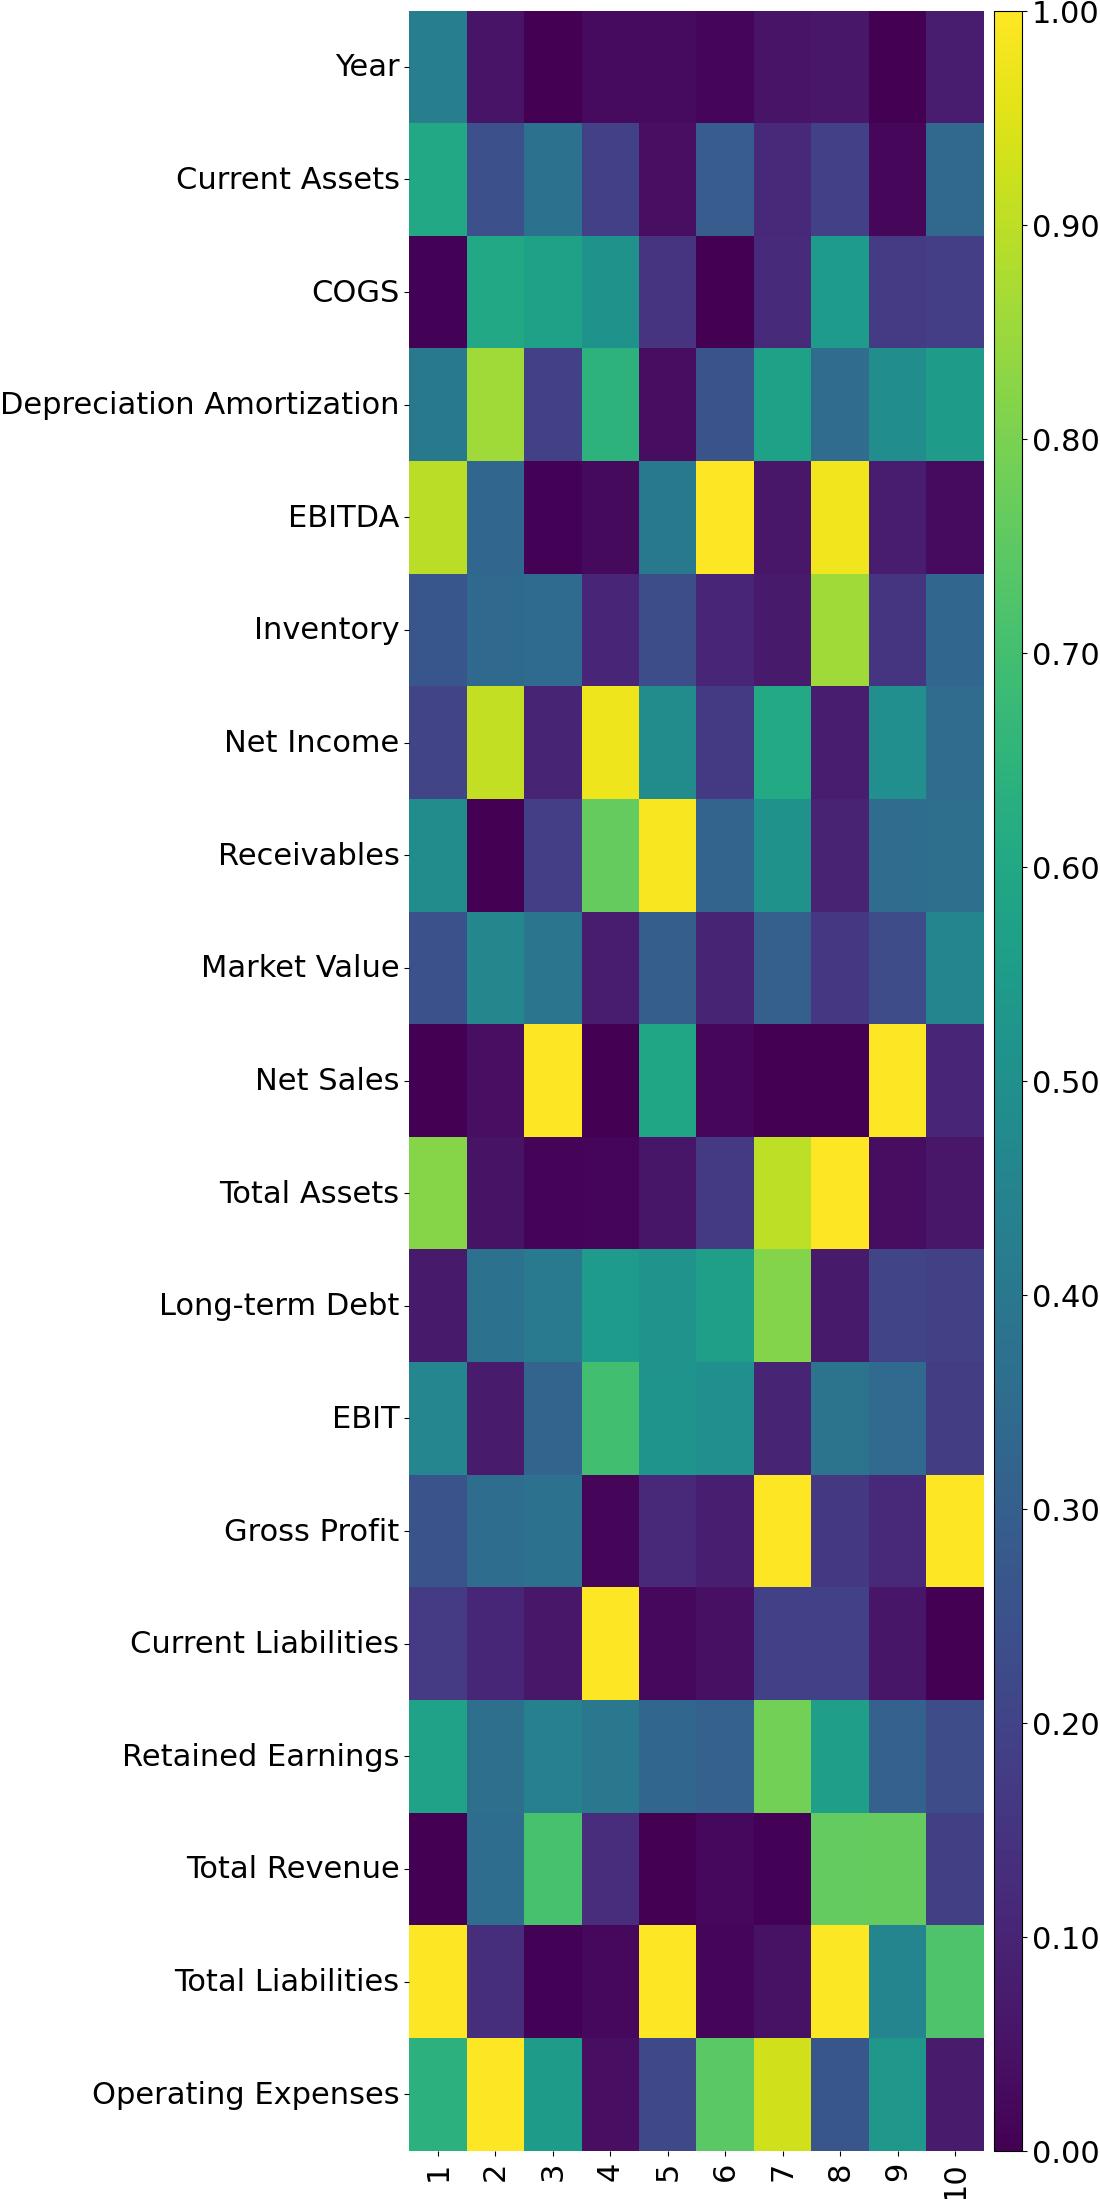 Year
Current Assets
COGS
Depreciation Amortization
EBITDA
Inventory
Net Income
Receivables
Market Value
Net Sales
Total Assets
Long-term Debt
EBIT
Gross Profit
Current Liabilities
Retained Earnings
Total Revenue
Total Liabilities
Operating Expenses
1 2 3 4 5 6 7 8 9 10
1.00
0.90
0.80
0.70
0.60
0.50
0.40
0.30
0.20
0.10
0.00